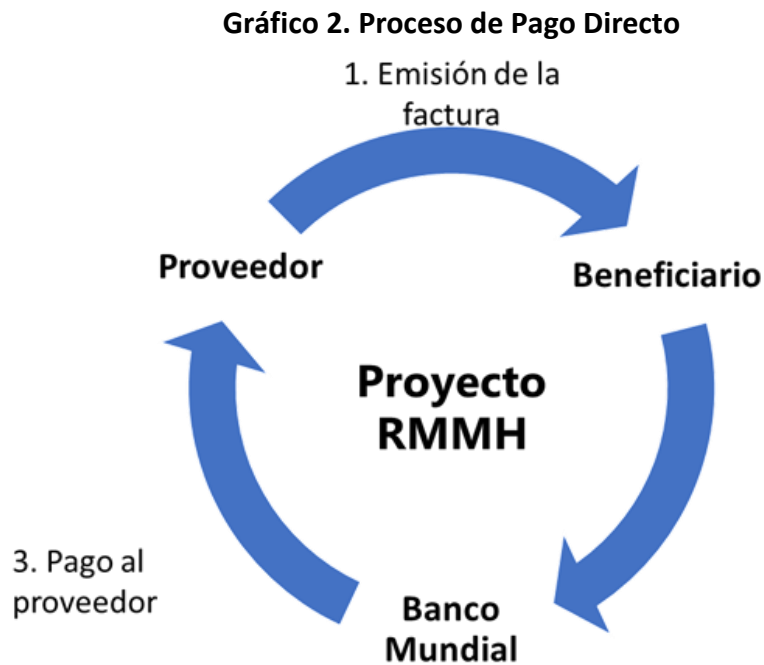 Gráfico 2. Proceso de Pago Directo
1. Emisión de la
factura
Proveedor
Beneficiario
Proyecto
RMMH
3. Pago al
proveedor
Banco
Mundial